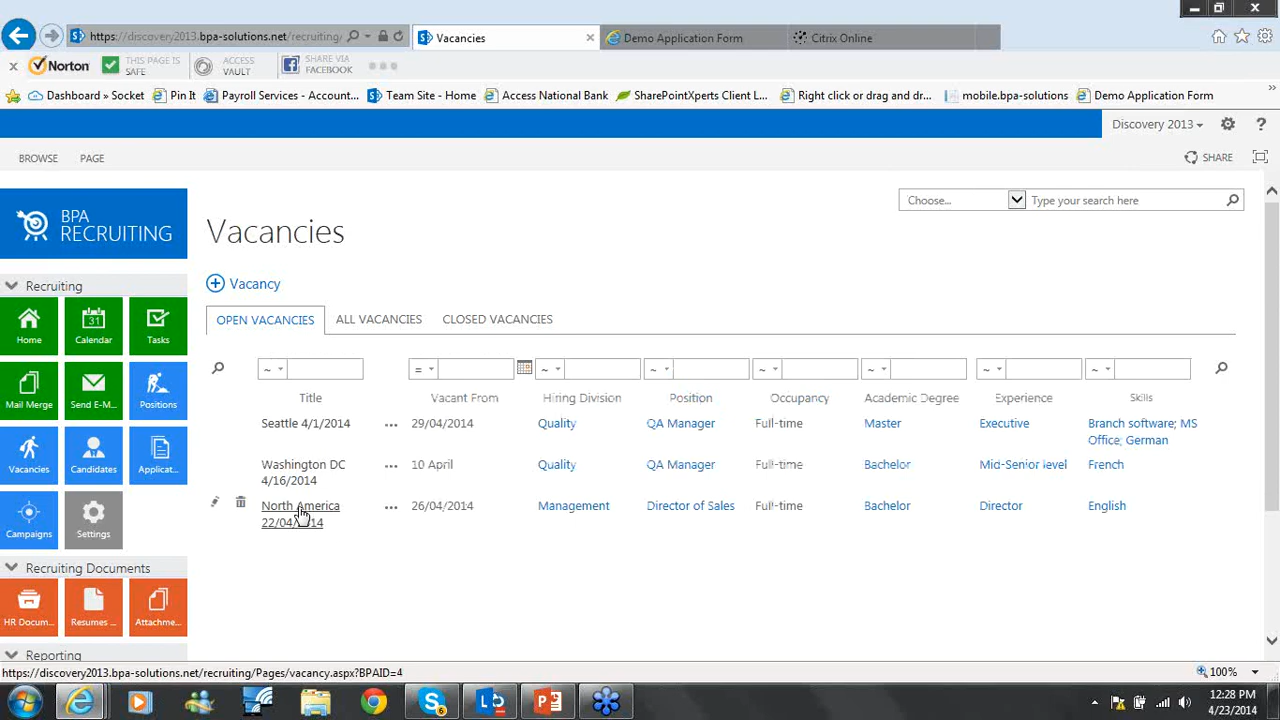 https://discovery2013.bpa-solutions.net/recruiting/
Vacancies
Demo Application Form
Citrix Online
Norton
THIS PAGE IS
SAFE
ACCESS
VAULT
SHARE VIA
FACEBOOK
Dashboard » Socket
Pin It
Payroll Services - Account...
Team Site - Home
Access National Bank
SharePointXperts Client L...
Right click or drag and dr...
mobile.bpa-solutions
Demo Application Form
Discovery 2013
BROWSE
PAGE
SHARE
BPA
RECRUITING
Choose...
Type your search here
Vacancies
Vacancy
Recruiting
OPEN VACANCIES
ALL VACANCIES
CLOSED VACANCIES
Home
Calendar
31
Tasks
~ = ~ ~ ~ ~ ~ ~
Title Vacant From Hiring Division Position Occupancy Academic Degree Experience Skills
Mail Merge
Send E-M...
Positions
Seattle 4/1/2014 ... 29/04/2014 Quality QA Manager Full-time Master Executive Branch software; MS
Office; German
Vacancies
Candidates
Applicat...
Washington DC ... 10 April Quality QA Manager Full-time Bachelor Mid-Senior level French
4/16/2014
North America ... 26/04/2014 Management Director of Sales Full-time Bachelor Director English
22/04/2014
Campaigns
Settings
Recruiting Documents
HR Docum...
Resumes ...
Attachme...
Reporting
https://discovery2013.bpa-solutions.net/recruiting/Pages/vacancy.aspx?BPAID=4
100%
12:28 PM
4/23/2014